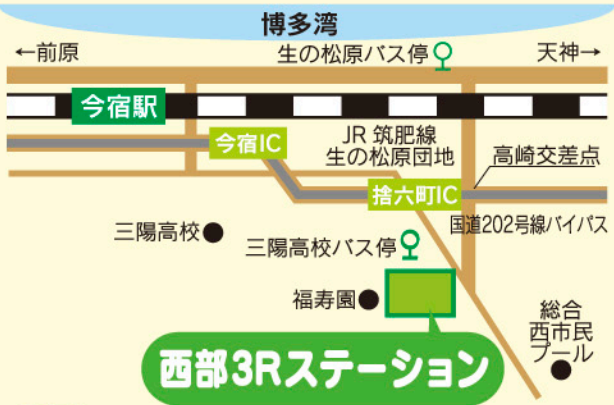 博多湾
←前原
生の松原バス停
天神→
今宿駅
今宿IC
JR 筑肥線
生の松原団地
高崎交差点
捨六町IC
国道202号線バイパス
三陽高校
三陽高校バス停
福寿園
総合
西市民
プール
西部3Rステーション